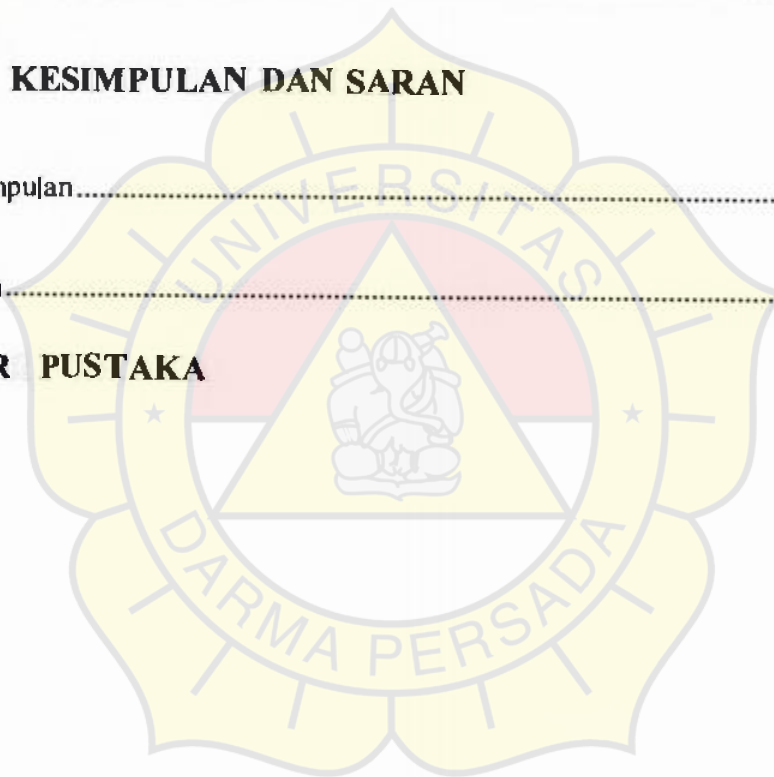 KESIMPULAN DAN SARAN
npulan
R PUSTAKA
UNIVERSITAS
DARMA PERSADA